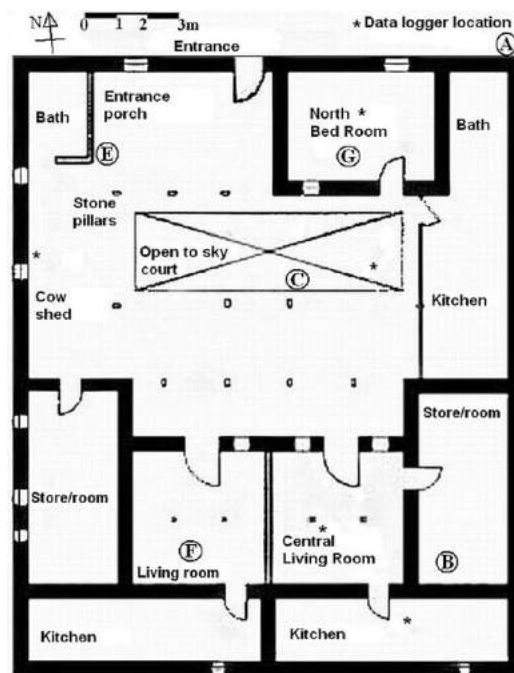 N
0 1 2 3m
* Data logger location
A
Entrance
Bath
Entrance
porch
E
North *
Bed Room
G
Bath
Stone
pillars
Open to sky
court
*
C
*
Cow
shed
Kitchen
Store/room
Store/room
F
Living room
*
Central
Living Room
B
Kitchen
Kitchen
*